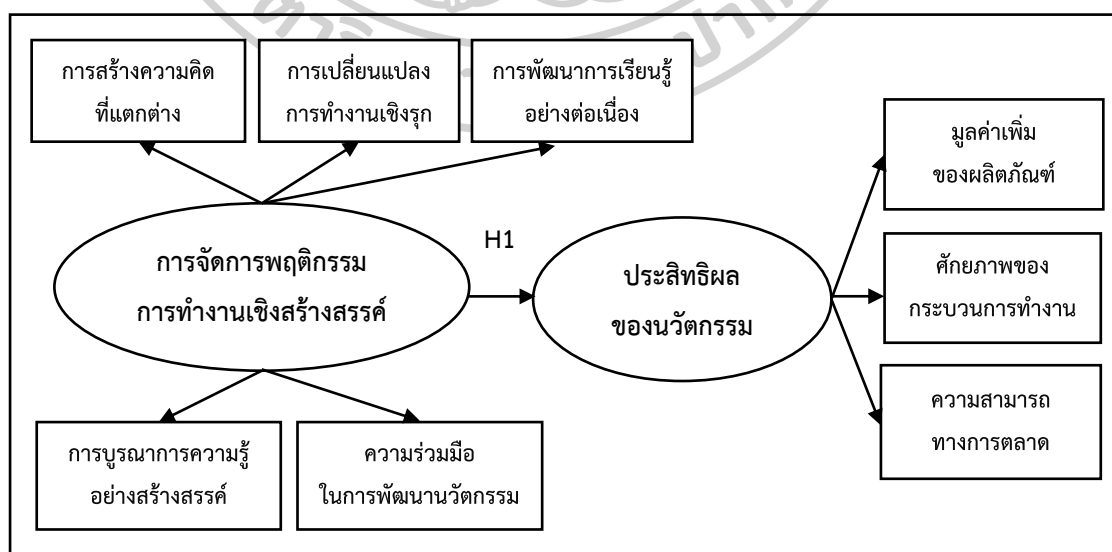 การสร้างความคิด
ที่แตกต่าง
การเปลี่ยนแปลง
การทำงานเชิงรุก
การพัฒนาการเรียนรู้
อย่างต่อเนื่อง
มูลค่าเพิ่ม
ของผลิตภัณฑ์
การจัดการพฤติกรรม
การทำงานเชิงสร้างสรรค์
H1
ประสิทธิผล
ของนวัตกรรม
ศักยภาพของ
กระบวนการทำงาน
การบูรณาการความรู้
อย่างสร้างสรรค์
ความร่วมมือ
ในการพัฒนานวัตกรรม
ความสามารถ
ทางการตลาด